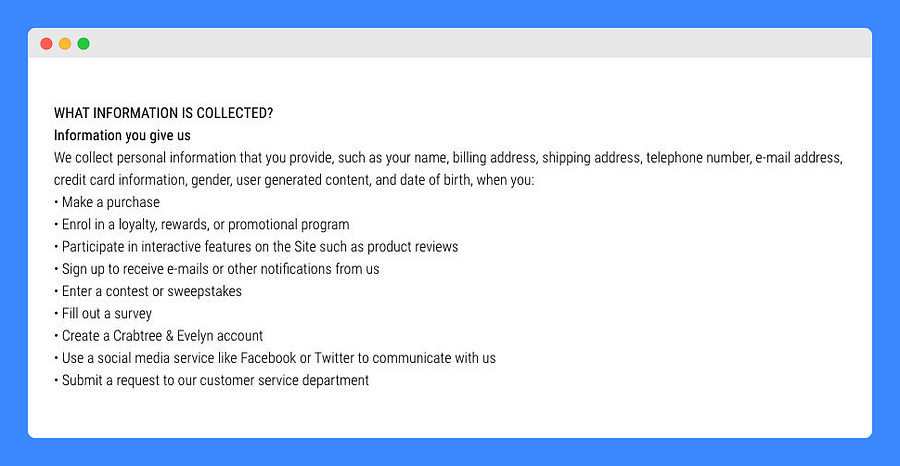 WHAT INFORMATION IS COLLECTED?
Information you give us
We collect personal information that you provide, such as your name, billing address, shipping address, telephone number, e-mail address,
credit card information, gender, user generated content, and date of birth, when you:
• Make a purchase
• Enrol in a loyalty, rewards, or promotional program
• Participate in interactive features on the Site such as product reviews
• Sign up to receive e-mails or other notifications from us
• Enter a contest or sweepstakes
• Fill out a survey
• Create a Crabtree & Evelyn account
• Use a social media service like Facebook or Twitter to communicate with us
• Submit a request to our customer service department